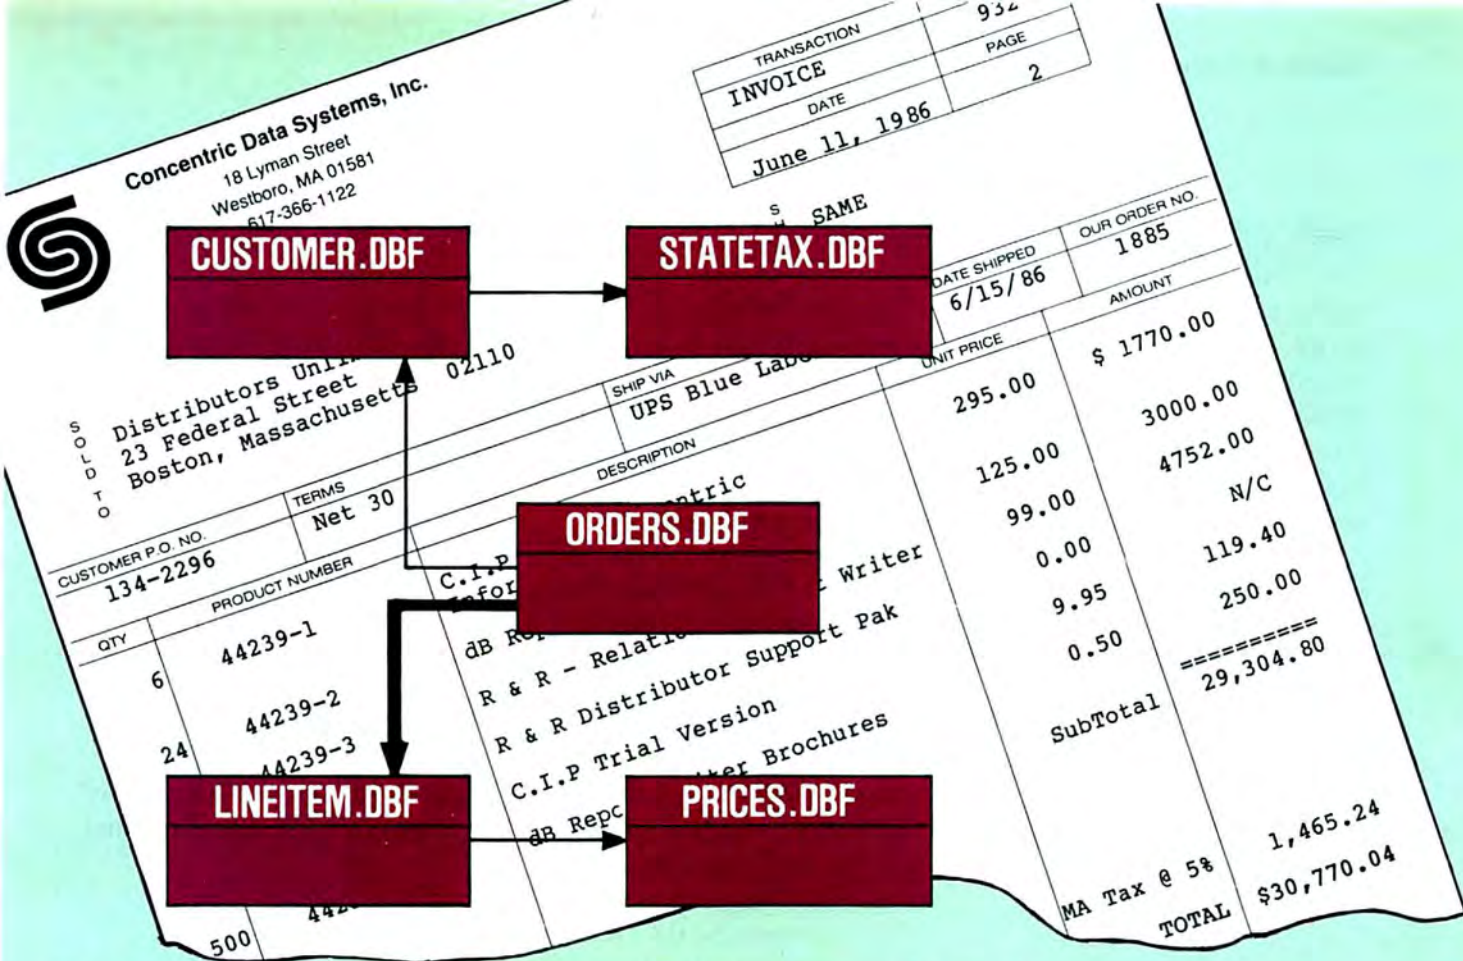 TRANSACTION
INVOICE
PAGE
2
DATE
June 11, 1986
Concentric Data Systems, Inc.
18 Lyman Street
Westboro, MA 01581
617-366-1122
SAME
CUSTOMER.DBF
STATETAX.DBF
SOLD TO
Distributors
23 Federal Street
Boston, Massachusetts 02110
SHIP VIA
UPS Blue
DATE SHIPPED
6/15/86
OUR ORDER NO.
1885
CUSTOMER P.O. NO.
134-2296
TERMS
Net 30
QTY
PRODUCT NUMBER
DESCRIPTION
UNIT PRICE
AMOUNT
ORDERS.DBF
6 44239-1 C.I.P 295.00 $ 1770.00
24 44239-2 dB 125.00 3000.00
44239-3 R & R - Writer 99.00 4752.00
R & R Distributor Support Pak 0.00 N/C
C.I.P Trial Version 9.95 119.40
500 dB Brochures 0.50 250.00
==========
SubTotal 29,304.80
LINEITEM.DBF
PRICES.DBF
MA Tax @ 5% 1,465.24
TOTAL $30,770.04